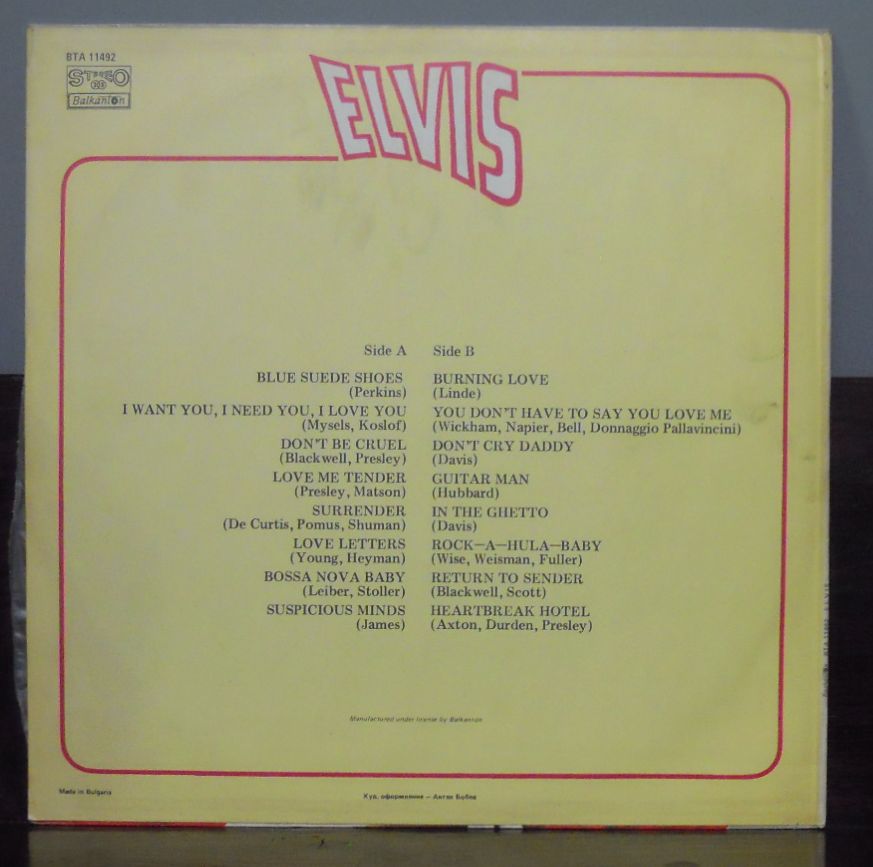 BTA 11492
STEREO
33
Balkanton
ELVIS
Side A
BLUE SUEDE SHOES
(Perkins)
I WANT YOU, I NEED YOU, I LOVE YOU
(Mysels, Koslof)
DON'T BE CRUEL
(Blackwell, Presley)
LOVE ME TENDER
(Presley, Matson)
SURRENDER
(De Curtis, Pomus, Shuman)
LOVE LETTERS
(Young, Heyman)
BOSSA NOVA BABY
(Leiber, Stoller)
SUSPICIOUS MINDS
(James)
Side B
BURNING LOVE
(Linde)
YOU DON'T HAVE TO SAY YOU LOVE ME
(Wickham, Napier, Bell, Donnaggio Pallavincini)
DON'T CRY DADDY
(Davis)
GUITAR MAN
(Hubbard)
IN THE GHETTO
(Davis)
ROCK—A—HULA—BABY
(Wise, Weisman, Fuller)
RETURN TO SENDER
(Blackwell, Scott)
HEARTBREAK HOTEL
(Axton, Durden, Presley)
Manufactured under license by Balkanton
Made in Bulgaria
Худ. оформление — Антон Бобев